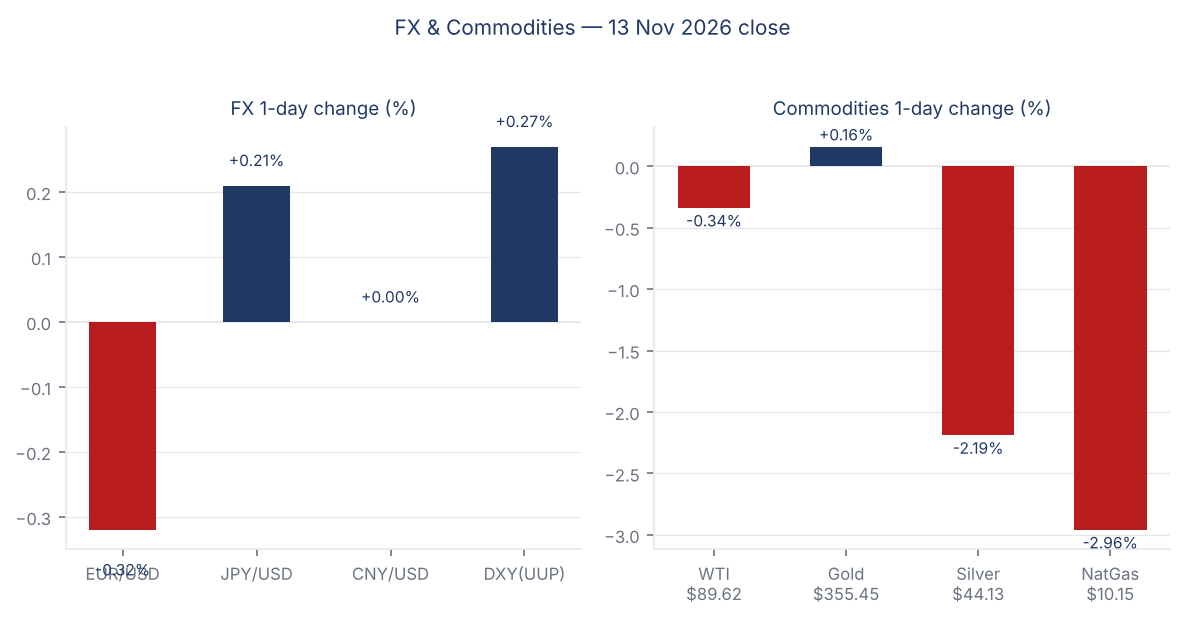 FX & Commodities — 13 Nov 2026 close
FX 1-day change (%)
+0.27%
+0.21%
+0.00%
-0.32%
0.2
0.1
0.0
−0.1
−0.2
−0.3
EUR/USD
JPY/USD
CNY/USD
DXY(UUP)
Commodities 1-day change (%)
+0.16%
-0.34%
-2.19%
-2.96%
0.0
−0.5
−1.0
−1.5
−2.0
−2.5
−3.0
WTI
$89.62
Gold
$355.45
Silver
$44.13
NatGas
$10.15